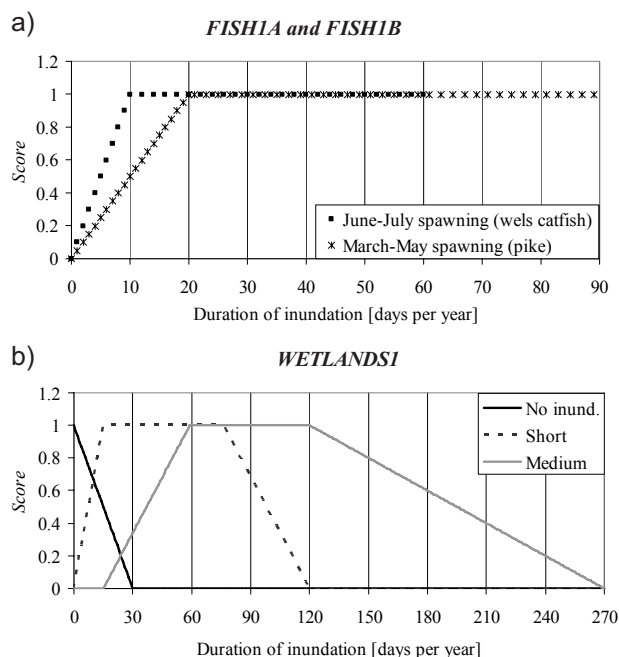 a)
FISH1A and FISH1B
1.2
1
0.8
0.6
0.4
0.2
0
Score
June-July spawning (wels catfish)
March-May spawning (pike)
0 10 20 30 40 50 60 70 80 90
Duration of inundation [days per year]
b)
WETLANDS1
1.2
1
0.8
0.6
0.4
0.2
0
Score
No inund.
Short
Medium
0 30 60 90 120 150 180 210 240 270
Duration of inundation [days per year]